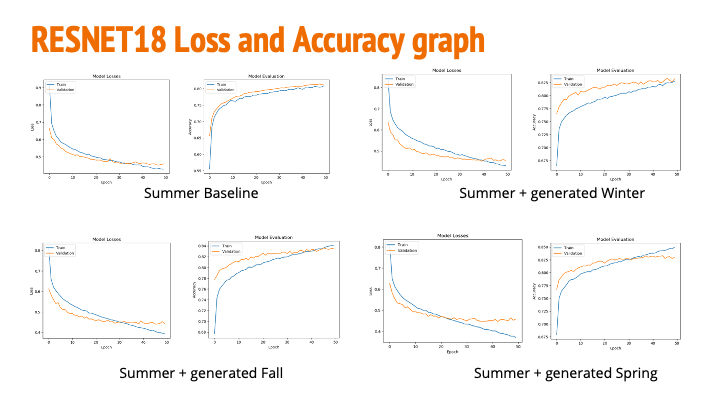 RESNET18 Loss and Accuracy graph
Model Losses
Train
Validation
Loss
Epoch
Model Evaluation
Train
Validation
Accuracy
Epoch
Summer Baseline
Model Losses
Train
Validation
Loss
Epoch
Model Evaluation
Train
Validation
Accuracy
Epoch
Summer + generated Winter
Model Losses
Train
Validation
Loss
Epoch
Model Evaluation
Train
Validation
Accuracy
Epoch
Summer + generated Fall
Model Losses
Train
Validation
Loss
Epoch
Model Evaluation
Train
Validation
Accuracy
Epoch
Summer + generated Spring